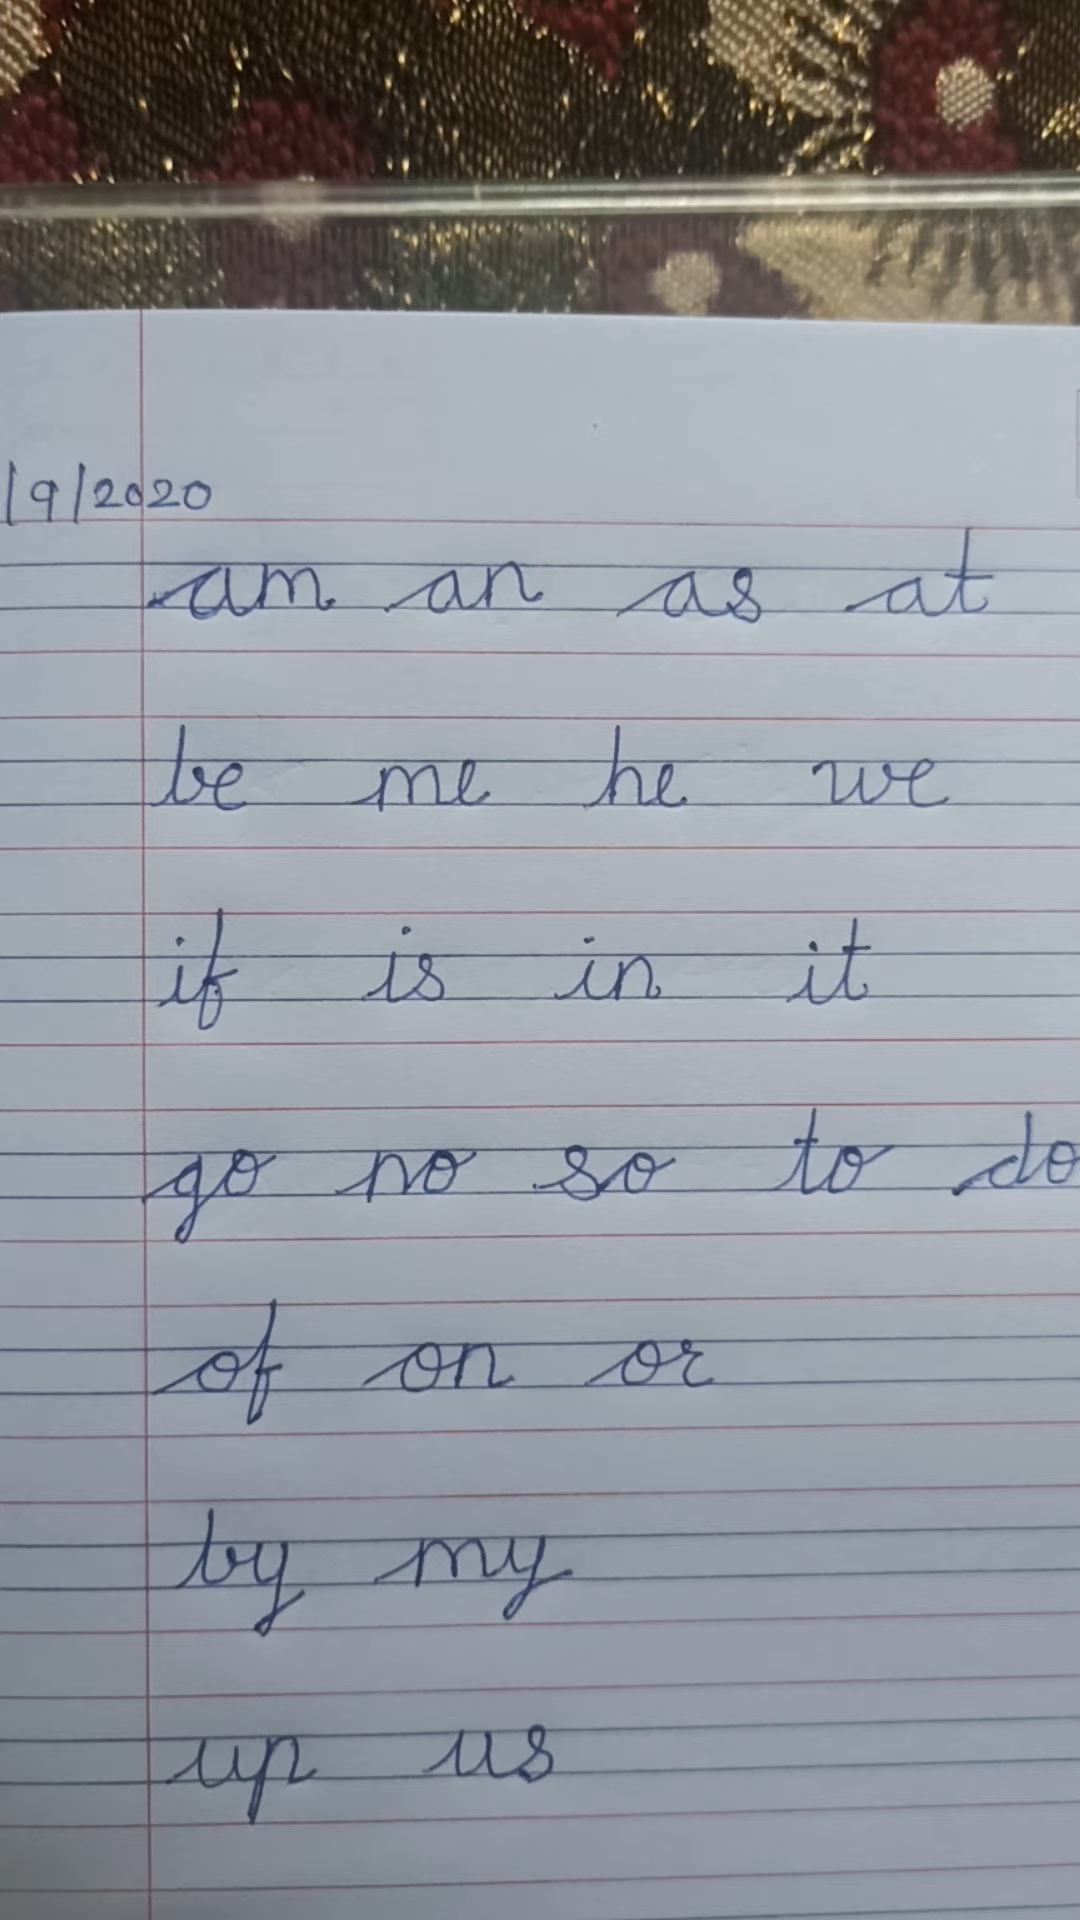 /9/2020
am an as at
be me he we
if is in it
go no so to do
of on or
by my
up us